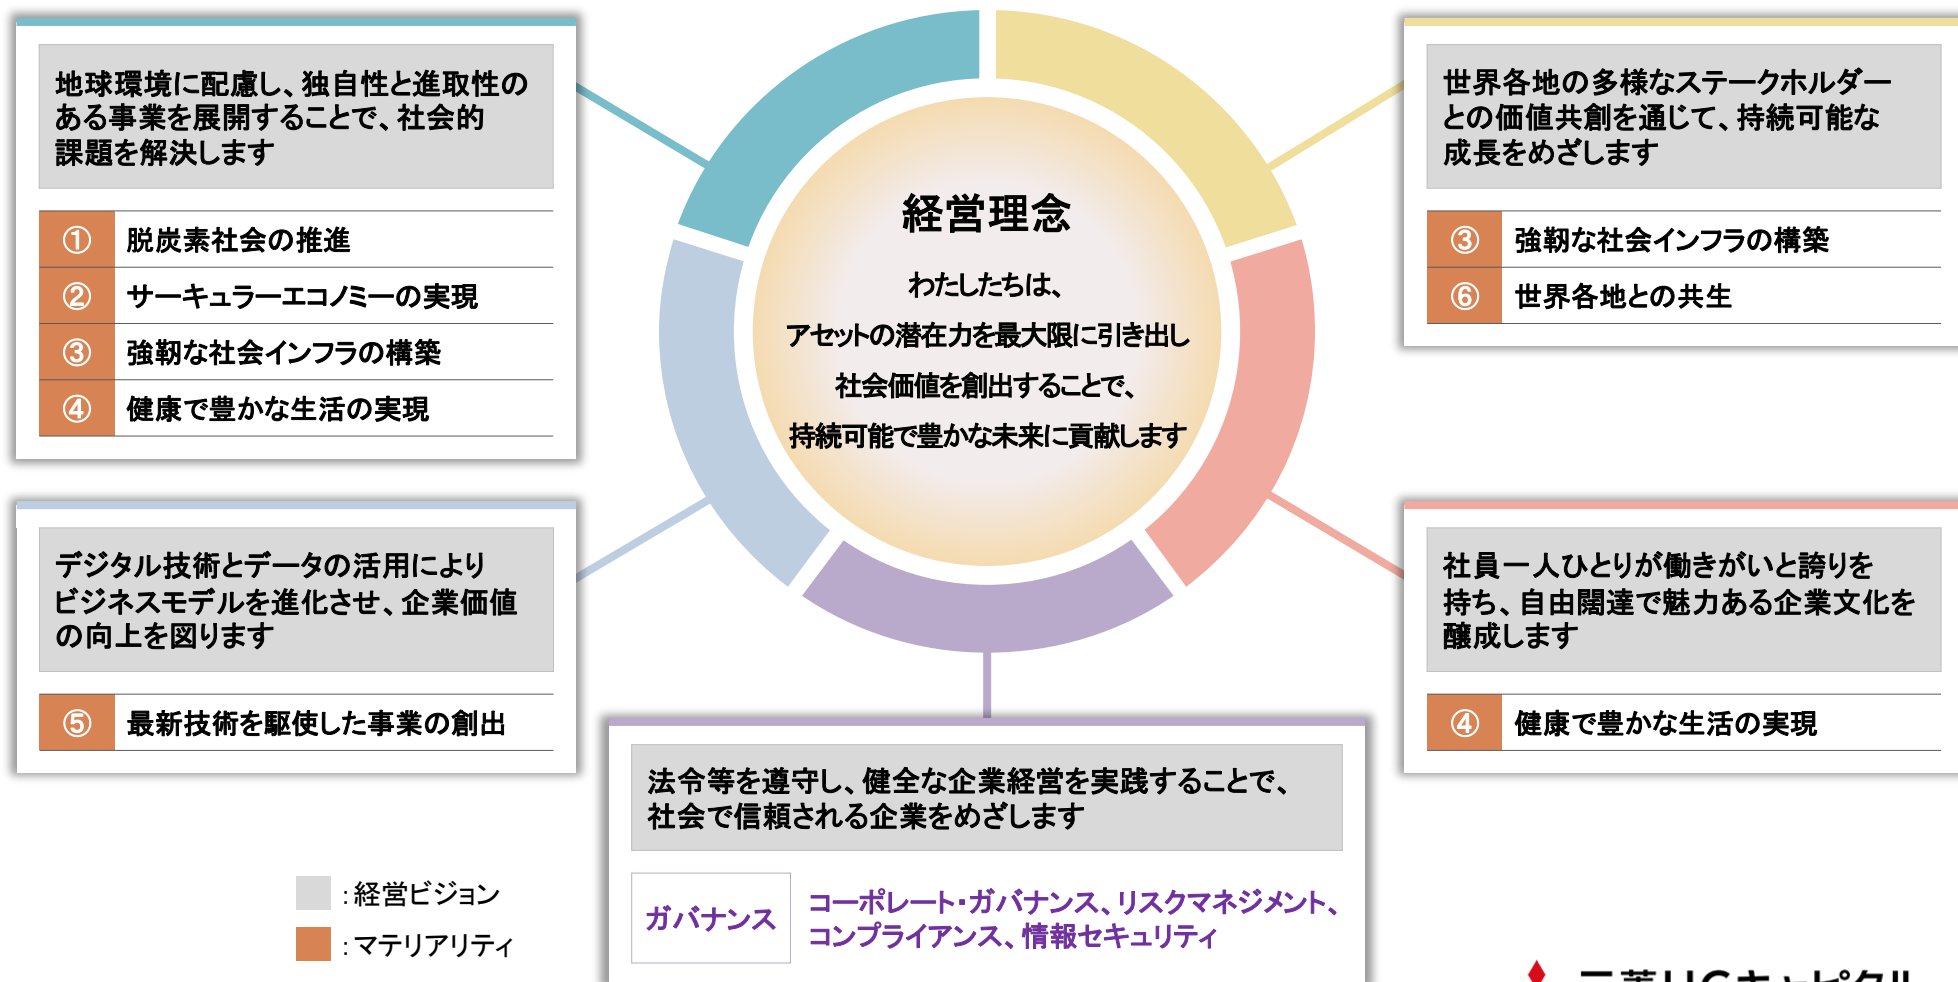 地球環境に配慮し、独自性と進取性の
ある事業を展開することで、社会的
課題を解決します
① 脱炭素社会の推進
② サーキュラーエコノミーの実現
③ 強靭な社会インフラの構築
④ 健康で豊かな生活の実現
経営理念
わたしたちは、
アセットの潜在力を最大限に引き出し
社会価値を創出することで、
持続可能で豊かな未来に貢献します
世界各地の多様なステークホルダー
との価値共創を通じて、持続可能な
成長をめざします
③ 強靭な社会インフラの構築
⑥ 世界各地との共生
デジタル技術とデータの活用により
ビジネスモデルを進化させ、企業価値
の向上を図ります
⑤ 最新技術を駆使した事業の創出
社員一人ひとりが働きがいと誇りを
持ち、自由闊達で魅力ある企業文化を
醸成します
④ 健康で豊かな生活の実現
法令等を遵守し、健全な企業経営を実践することで、
社会で信頼される企業をめざします
ガバナンス
コーポレート・ガバナンス、リスクマネジメント、
コンプライアンス、情報セキュリティ
：経営ビジョン
：マテリアリティ
三菱HCキャピタル